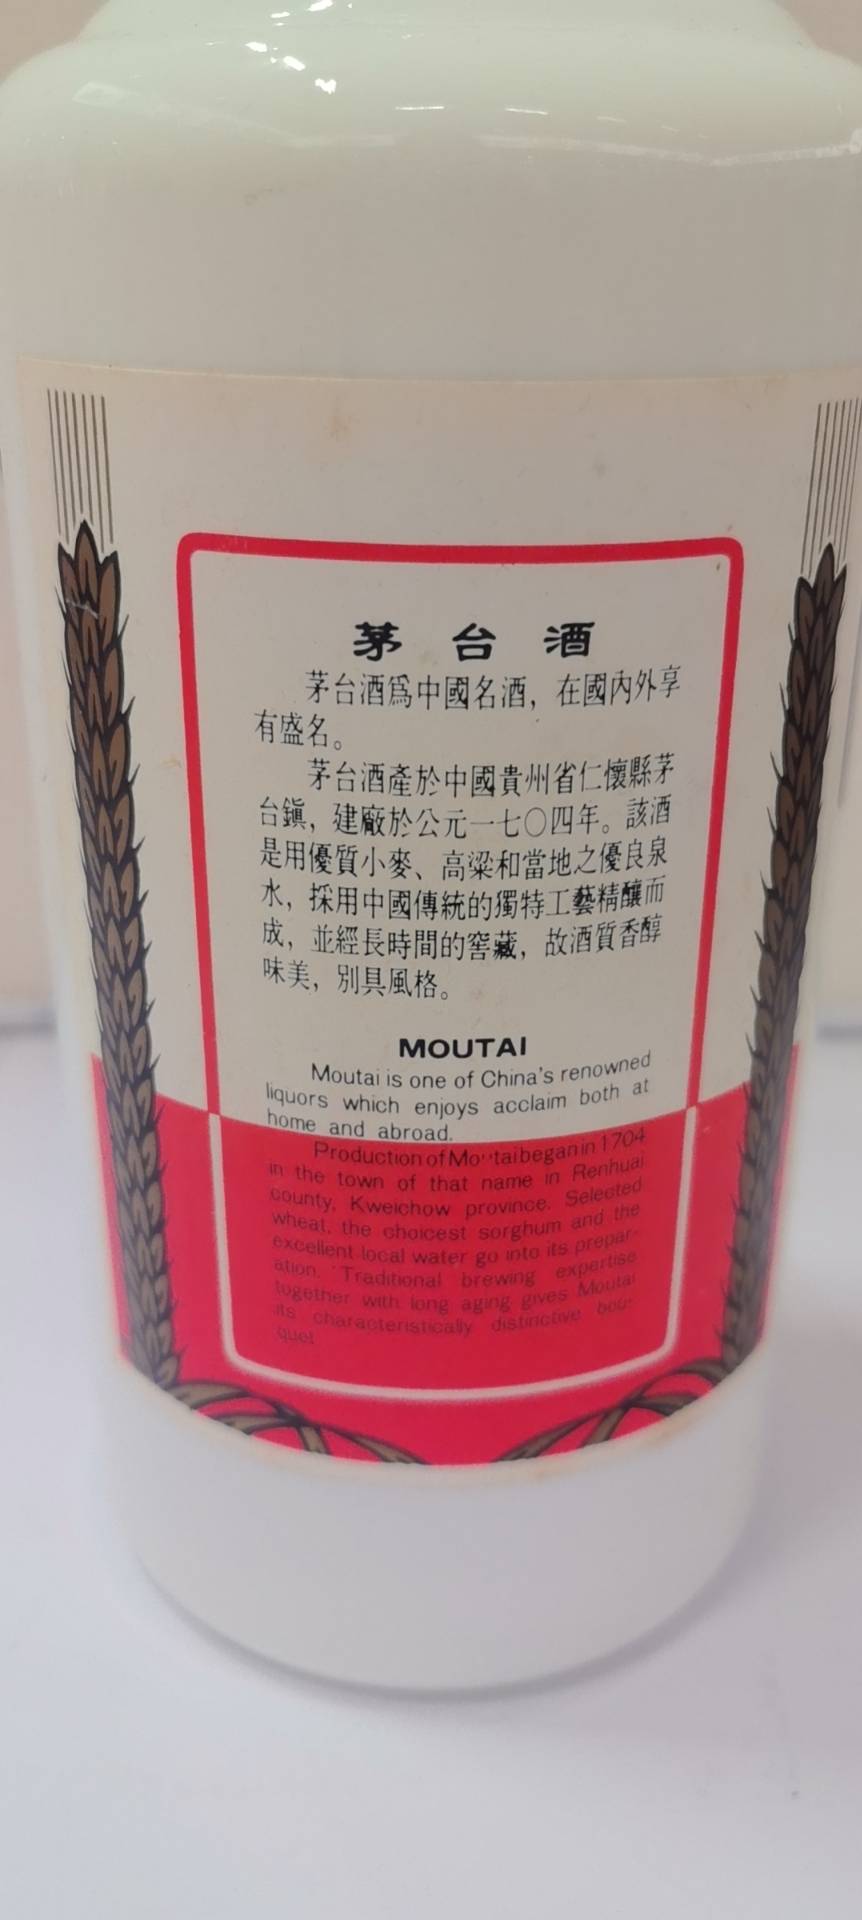 茅台酒
茅台酒爲中國名酒，在國內外享
有盛名。
茅台酒產於中國貴州省仁懷縣茅
台鎭，建廠於公元一七〇四年。該酒
是用優質小麥、高粱和當地之優良泉
水，採用中國傳統的獨特工藝精釀而
成，並經長時間的窖藏，故酒質香醇
味美，別具風格。
MOUTAI
Moutai is one of China's renowned
liquors which enjoys acclaim both at
home and abroad.
Production of Moutai began in 1704
in the town of that name in Renhuai
county, Kweichow province. Selected
wheat, the choicest sorghum and the
excellent local water go into its prepar-
ation. Traditional brewing expertise
together with long aging gives Moutai
its characteristically distinctive bou-
quet.